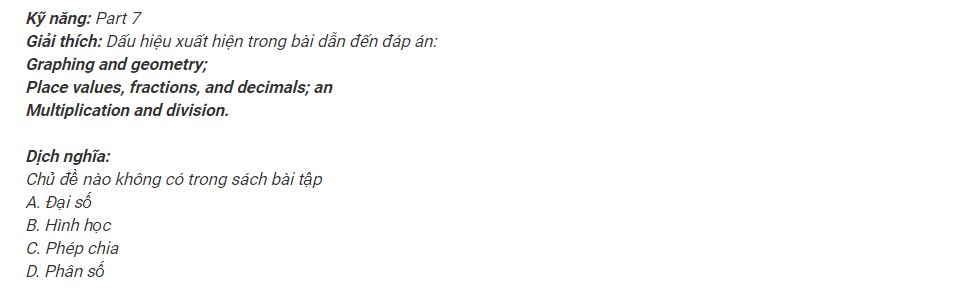 Kỹ năng: Part 7
Giải thích: Dấu hiệu xuất hiện trong bài dẫn đến đáp án:
Graphing and geometry;
Place values, fractions, and decimals; an
Multiplication and division.
Dịch nghĩa:
Chủ đề nào không có trong sách bài tập
A. Đại số
B. Hình học
C. Phép chia
D. Phân số